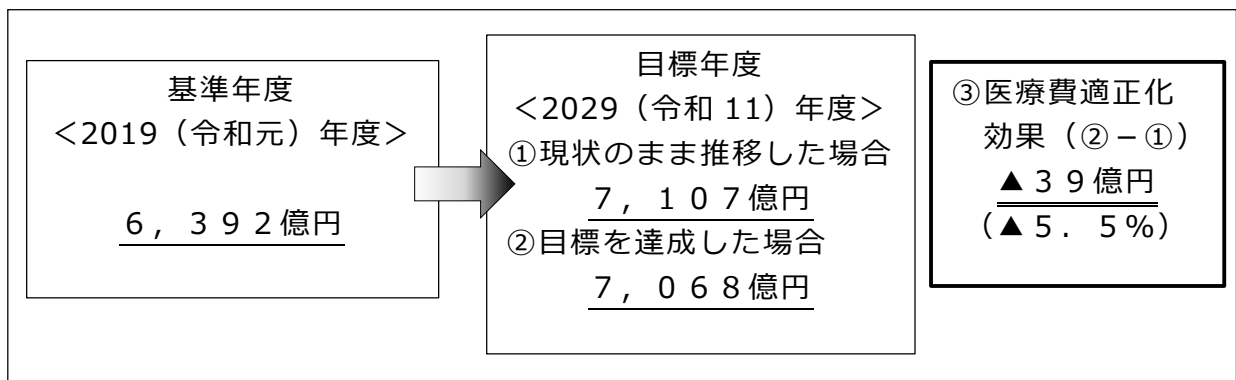 基準年度
<2019（令和元）年度>
６，３９２億円
目標年度
<2029（令和 11）年度>
①現状のまま推移した場合
７，１０７億円
②目標を達成した場合
７，０６８億円
③医療費適正化
効果（②－①）
▲３９億円
（▲５．５％）